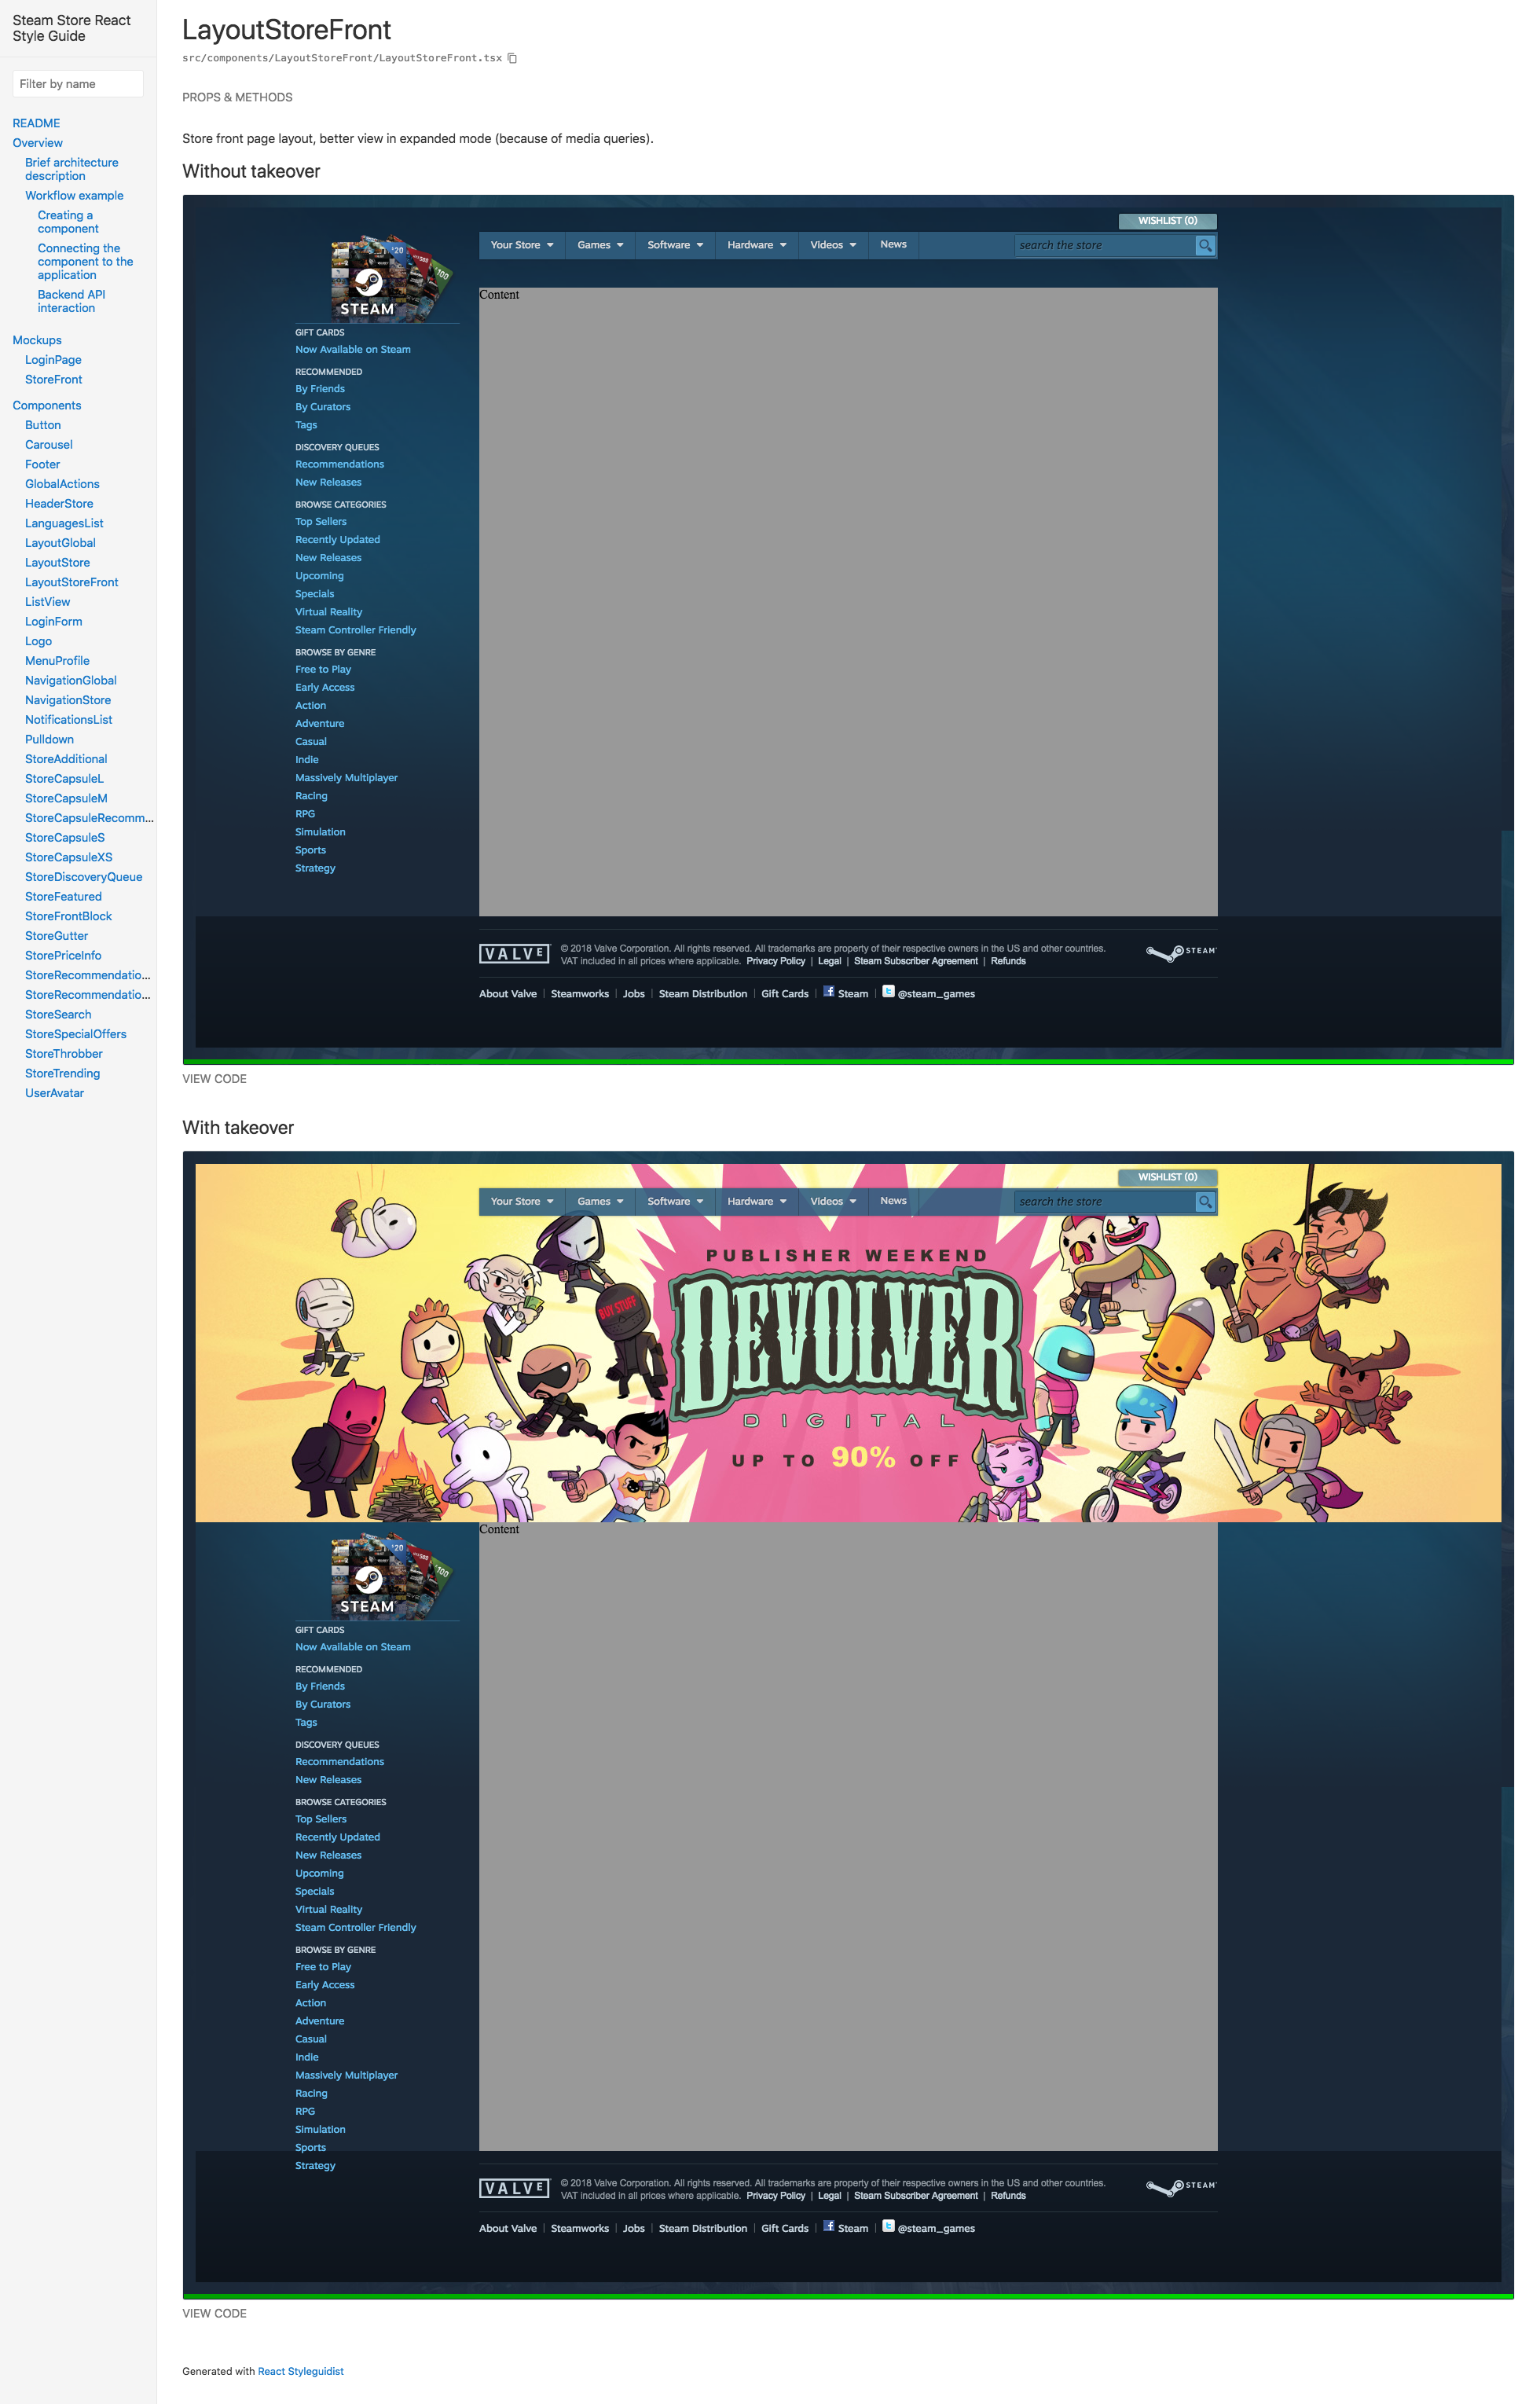 Steam Store React
Style Guide
Filter by name
README
Overview
Brief architecture
description
Workflow example
Creating a
component
Connecting the
component to the
application
Backend API
interaction
Mockups
LoginPage
StoreFront
Components
Button
Carousel
Footer
GlobalActions
HeaderStore
LanguagesList
LayoutGlobal
LayoutStore
LayoutStoreFront
ListView
LoginForm
Logo
MenuProfile
NavigationGlobal
NavigationStore
NotificationsList
Pulldown
StoreAdditional
StoreCapsuleL
StoreCapsuleM
StoreCapsuleRecomm...
StoreCapsuleS
StoreCapsuleXS
StoreDiscoveryQueue
StoreFeatured
StoreFrontBlock
StoreGutter
StorePriceInfo
StoreRecommendatio...
StoreRecommendatio...
StoreSearch
StoreSpecialOffers
StoreThrobber
StoreTrending
UserAvatar
LayoutStoreFront
src/components/LayoutStoreFront/LayoutStoreFront.tsx
PROPS & METHODS
Store front page layout, better view in expanded mode (because of media queries).
Without takeover
WISHLIST (0)
Your Store Games Software Hardware Videos News search the store
$20
$100
STEAM
GIFT CARDS
Now Available on Steam
RECOMMENDED
By Friends
By Curators
Tags
DISCOVERY QUEUES
Recommendations
New Releases
BROWSE CATEGORIES
Top Sellers
Recently Updated
New Releases
Upcoming
Specials
Virtual Reality
Steam Controller Friendly
BROWSE BY GENRE
Free to Play
Early Access
Action
Adventure
Casual
Indie
Massively Multiplayer
Racing
RPG
Simulation
Sports
Strategy
Content
VALVE © 2018 Valve Corporation. All rights reserved. All trademarks are property of their respective owners in the US and other countries. STEAM
VAT included in all prices where applicable. Privacy Policy | Legal | Steam Subscriber Agreement | Refunds
About Valve | Steamworks | Jobs | Steam Distribution | Gift Cards | Steam | @steam_games
VIEW CODE
With takeover
WISHLIST (0)
Your Store Games Software Hardware Videos News search the store
PUBLISHER WEEKEND
BUY STUFF
DEVOLVER
DIGITAL
UP TO 90% OFF
$20
$100
STEAM
GIFT CARDS
Now Available on Steam
RECOMMENDED
By Friends
By Curators
Tags
DISCOVERY QUEUES
Recommendations
New Releases
BROWSE CATEGORIES
Top Sellers
Recently Updated
New Releases
Upcoming
Specials
Virtual Reality
Steam Controller Friendly
BROWSE BY GENRE
Free to Play
Early Access
Action
Adventure
Casual
Indie
Massively Multiplayer
Racing
RPG
Simulation
Sports
Strategy
Content
VALVE © 2018 Valve Corporation. All rights reserved. All trademarks are property of their respective owners in the US and other countries. STEAM
VAT included in all prices where applicable. Privacy Policy | Legal | Steam Subscriber Agreement | Refunds
About Valve | Steamworks | Jobs | Steam Distribution | Gift Cards | Steam | @steam_games
VIEW CODE
Generated with React Styleguidist